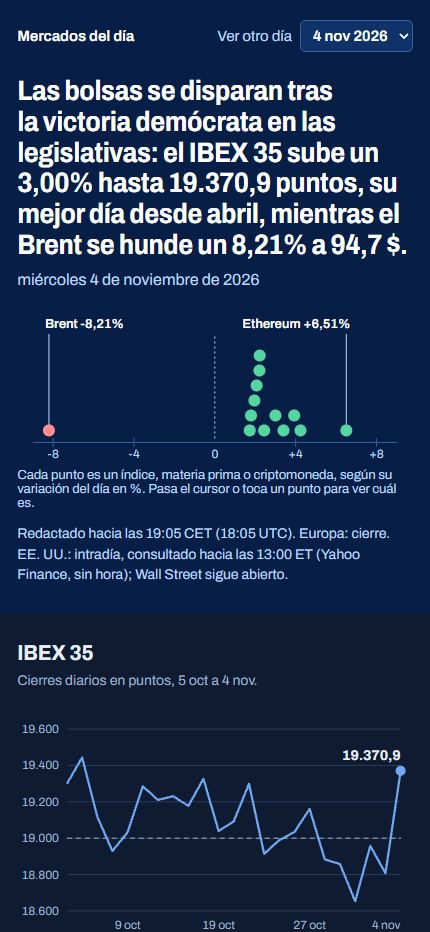 Mercados del día
Ver otro día
4 nov 2026
Las bolsas se disparan tras
la victoria demócrata en las
legislativas: el IBEX 35 sube un
3,00% hasta 19.370,9 puntos, su
mejor día desde abril, mientras el
Brent se hunde un 8,21% a 94,7 $.
miércoles 4 de noviembre de 2026
Brent -8,21%
Ethereum +6,51%
-8
-4
0
+4
+8
Cada punto es un índice, materia prima o criptomoneda, según su
variación del día en %. Pasa el cursor o toca un punto para ver cuál
es.
Redactado hacia las 19:05 CET (18:05 UTC). Europa: cierre.
EE. UU.: intradía, consultado hacia las 13:00 ET (Yahoo
Finance, sin hora); Wall Street sigue abierto.
IBEX 35
Cierres diarios en puntos, 5 oct a 4 nov.
19.600
19.400
19.370,9
19.200
19.000
18.800
18.600
9 oct
19 oct
27 oct
4 nov